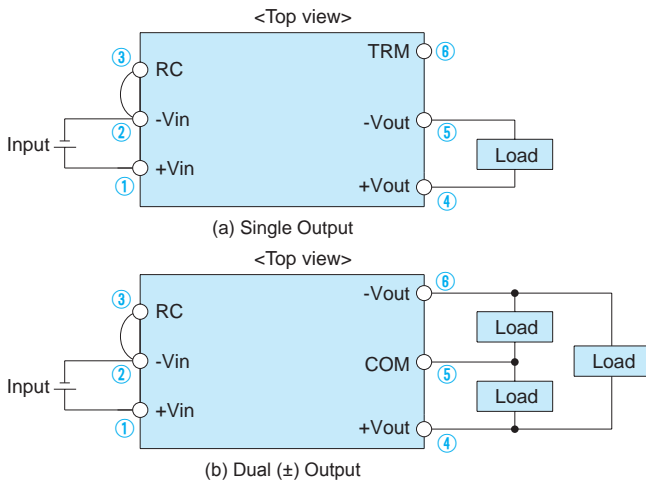 <Top view>
③ RC
TRM ⑥
② -Vin
-Vout ⑤
Input
Load
① +Vin
+Vout ④
(a) Single Output
<Top view>
③ RC
-Vout ⑥
Load
② -Vin
COM ⑤
Load
Input
Load
① +Vin
+Vout ④
(b) Dual (±) Output